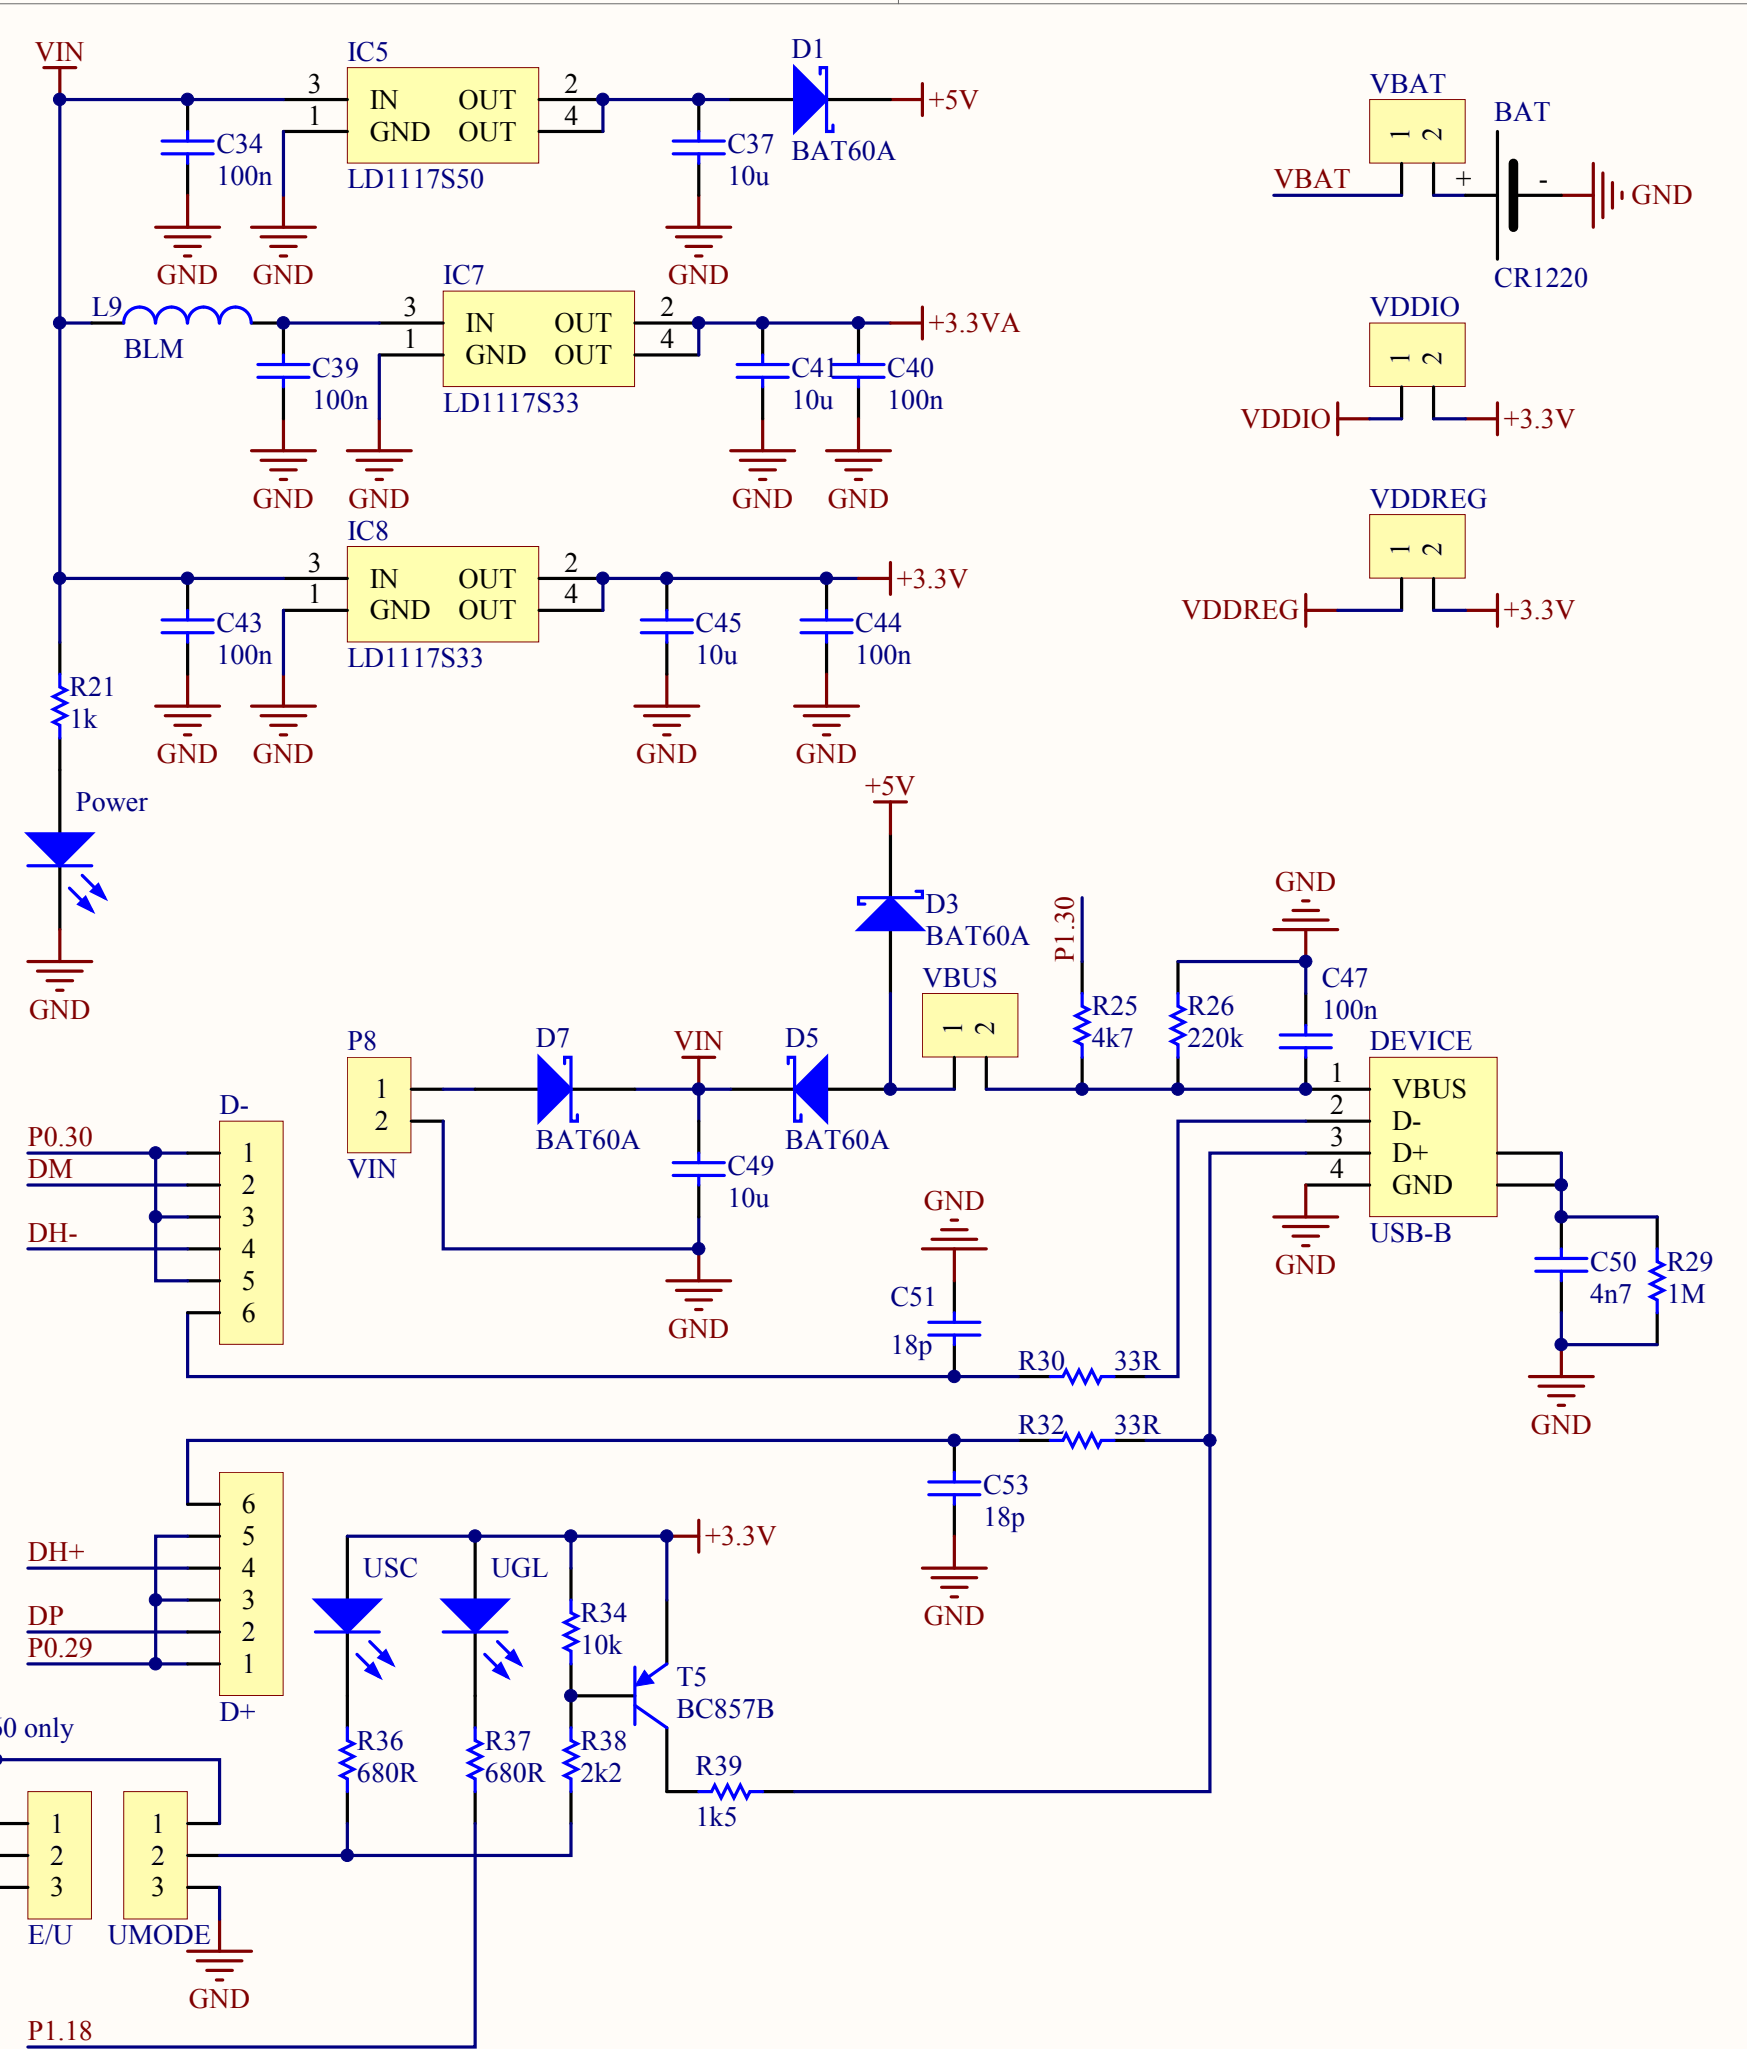 VIN
IC5
3
1
IN
GND
OUT
OUT
2
4
LD1117S50
C34
100n
GND
GND
C37
10u
GND
D1
BAT60A
+5V
VBAT
1
2
VBAT
BAT
+
-
GND
CR1220
L9
BLM
IC7
3
1
IN
GND
OUT
OUT
2
4
LD1117S33
C39
100n
GND
GND
C41
10u
C40
100n
GND
GND
+3.3VA
VDDIO
1
2
VDDIO
+3.3V
IC8
3
1
IN
GND
OUT
OUT
2
4
LD1117S33
C43
100n
GND
GND
C45
10u
C44
100n
GND
GND
+3.3V
VDDREG
1
2
VDDREG
+3.3V
R21
1k
Power
GND
+5V
D3
BAT60A
VBUS
1
2
P1.30
R25
4k7
R26
220k
GND
C47
100n
P8
1
2
VIN
D7
BAT60A
VIN
D5
BAT60A
C49
10u
GND
DEVICE
1
2
3
4
VBUS
D-
D+
GND
USB-B
GND
C50
4n7
R29
1M
GND
D-
P0.30
DM
DH-
1
2
3
4
5
6
GND
C51
18p
R30
33R
R32
33R
C53
18p
GND
6
5
4
3
2
1
DH+
DP
P0.29
D+
+3.3V
USC
UGL
R34
10k
T5
BC857B
R36
680R
R37
680R
R38
2k2
R39
1k5
0 only
1
2
3
E/U
1
2
3
UMODE
GND
P1.18